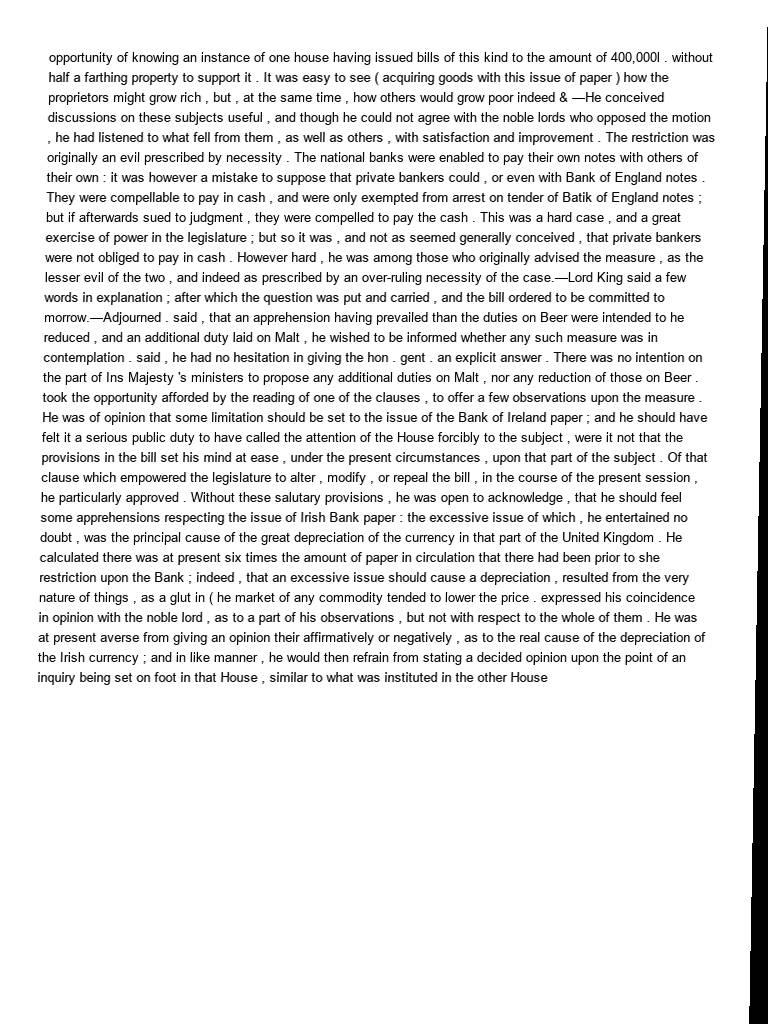 opportunity of knowing an instance of one house having issued bills of this kind to the amount of 400,000l . without
half a farthing property to support it . It was easy to see ( acquiring goods with this issue of paper ) how the
proprietors might grow rich , but , at the same time , how others would grow poor indeed & —He conceived
discussions on these subjects useful , and though he could not agree with the noble lords who opposed the motion
, he had listened to what fell from them , as well as others , with satisfaction and improvement . The restriction was
originally an evil prescribed by necessity . The national banks were enabled to pay their own notes with others of
their own : it was however a mistake to suppose that private bankers could , or even with Bank of England notes .
They were compellable to pay in cash , and were only exempted from arrest on tender of Batik of England notes ;
but if afterwards sued to judgment , they were compelled to pay the cash . This was a hard case , and a great
exercise of power in the legislature ; but so it was , and not as seemed generally conceived , that private bankers
were not obliged to pay in cash . However hard , he was among those who originally advised the measure , as the
lesser evil of the two , and indeed as prescribed by an over-ruling necessity of the case.—Lord King said a few
words in explanation ; after which the question was put and carried , and the bill ordered to be committed to
morrow.—Adjourned . said , that an apprehension having prevailed than the duties on Beer were intended to he
reduced , and an additional duty laid on Malt , he wished to be informed whether any such measure was in
contemplation . said , he had no hesitation in giving the hon . gent . an explicit answer . There was no intention on
the part of Ins Majesty 's ministers to propose any additional duties on Malt , nor any reduction of those on Beer .
took the opportunity afforded by the reading of one of the clauses , to offer a few observations upon the measure .
He was of opinion that some limitation should be set to the issue of the Bank of Ireland paper ; and he should have
felt it a serious public duty to have called the attention of the House forcibly to the subject , were it not that the
provisions in the bill set his mind at ease , under the present circumstances , upon that part of the subject . Of that
clause which empowered the legislature to alter , modify , or repeal the bill , in the course of the present session ,
he particularly approved . Without these salutary provisions , he was open to acknowledge , that he should feel
some apprehensions respecting the issue of Irish Bank paper : the excessive issue of which , he entertained no
doubt , was the principal cause of the great depreciation of the currency in that part of the United Kingdom . He
calculated there was at present six times the amount of paper in circulation that there had been prior to she
restriction upon the Bank ; indeed , that an excessive issue should cause a depreciation , resulted from the very
nature of things , as a glut in ( he market of any commodity tended to lower the price . expressed his coincidence
in opinion with the noble lord , as to a part of his observations , but not with respect to the whole of them . He was
at present averse from giving an opinion their affirmatively or negatively , as to the real cause of the depreciation of
the Irish currency ; and in like manner , he would then refrain from stating a decided opinion upon the point of an
inquiry being set on foot in that House , similar to what was instituted in the other House